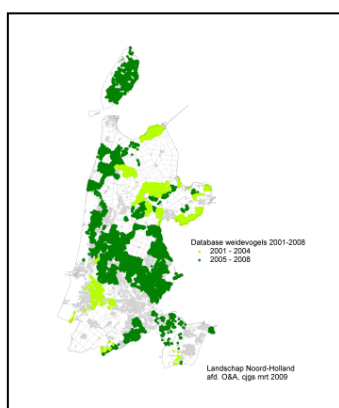 Database weidevogels 2001-2008
2001 - 2004
2005 - 2008
Landschap Noord-Holland
afd. O&A, cjgs mrt 2009